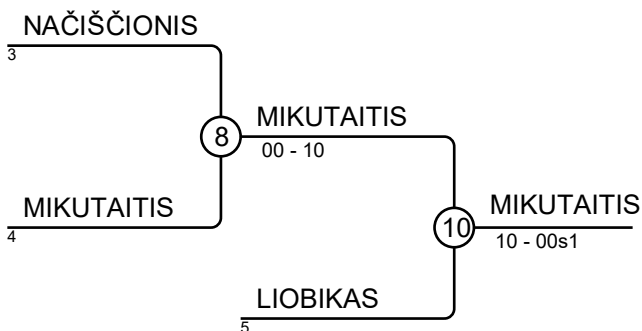 NAČIŠČIONIS
3
8
MIKUTAITIS
00 - 10
MIKUTAITIS
4
10
MIKUTAITIS
10 - 00s1
LIOBIKAS
5